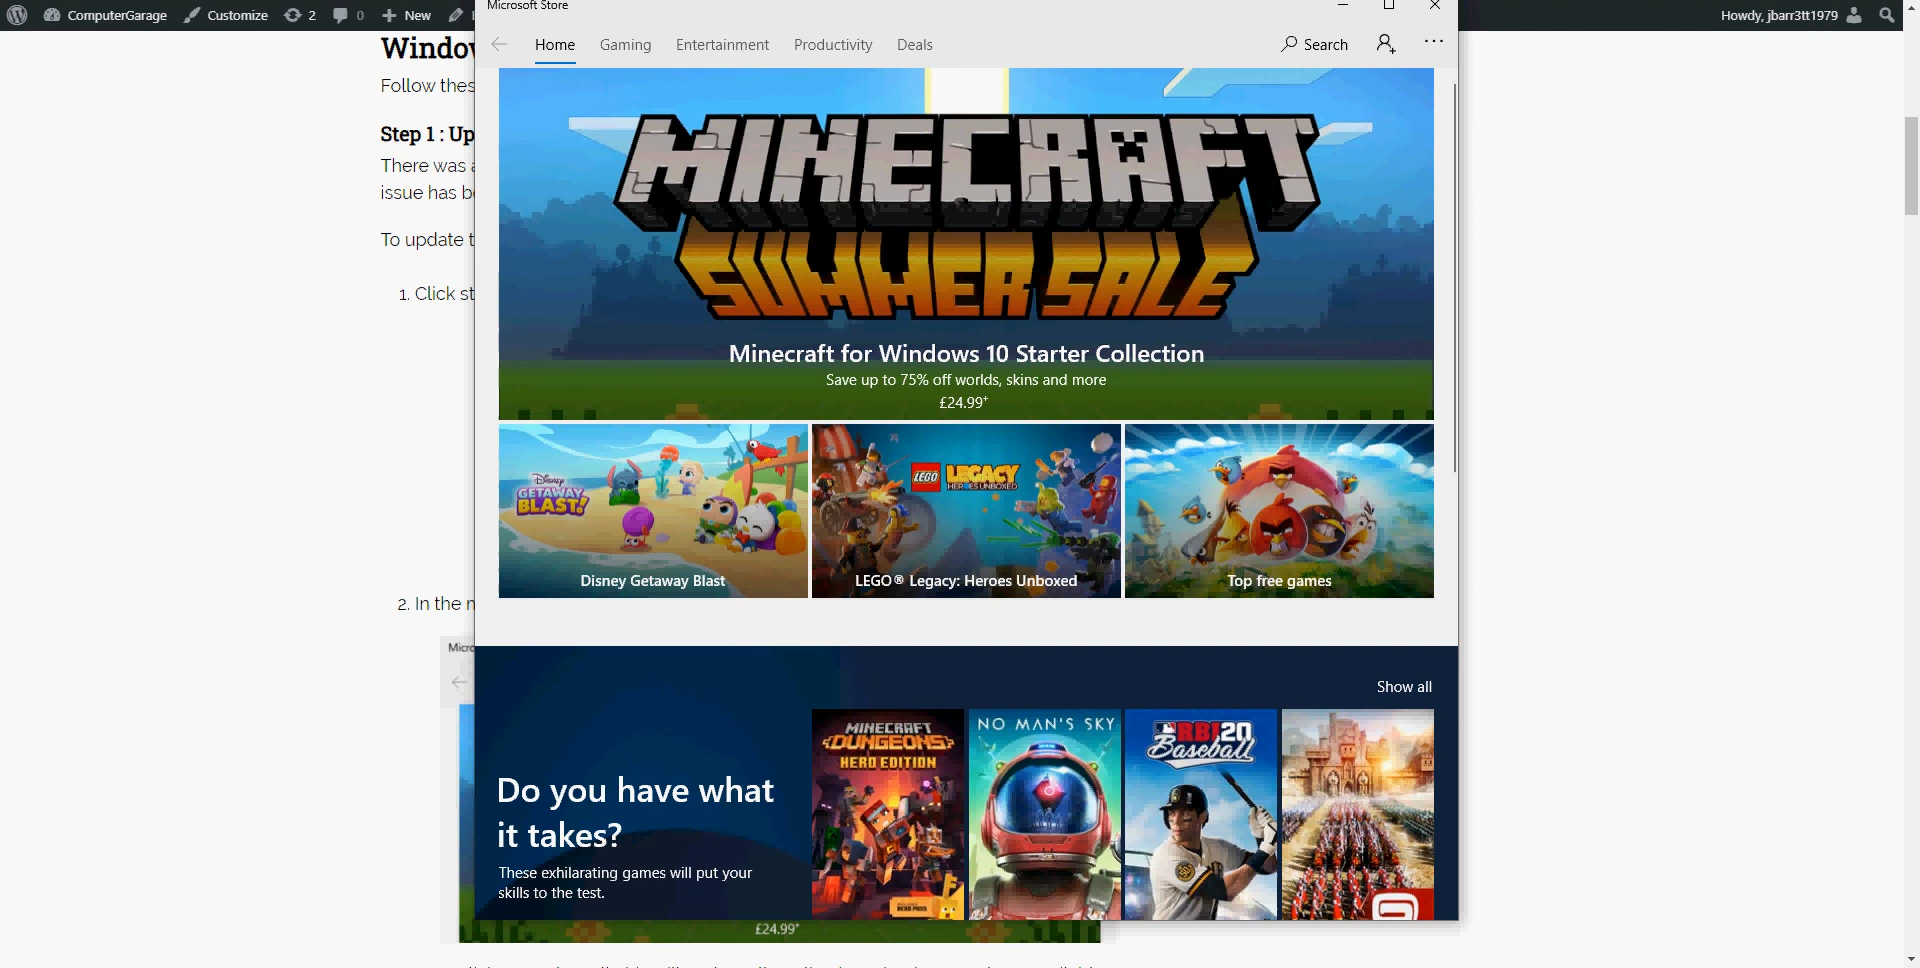 ComputerGarage
Customize
2
0
New
Howdy, jbarr3tt1979
Microsoft Store
Home
Gaming
Entertainment
Productivity
Deals
Search
Follow
Step 1 : Up
There was
issue has
To update
1. Click
2. In the
MINECRAFT
SUMMER SALE
Minecraft for Windows 10 Starter Collection
Save up to 75% off worlds, skins and more
£24.99+
Disney
GETAWAY
BLAST!
Disney Getaway Blast
LEGO
LEGACY
HEROES UNBOXED
LEGO® Legacy: Heroes Unboxed
Top free games
Show all
Do you have what
it takes?
These exhilarating games will put your
skills to the test.
MINECRAFT
DUNGEONS
HERO EDITION
NO MAN'S SKY
RBI 20
Baseball
£24.99+